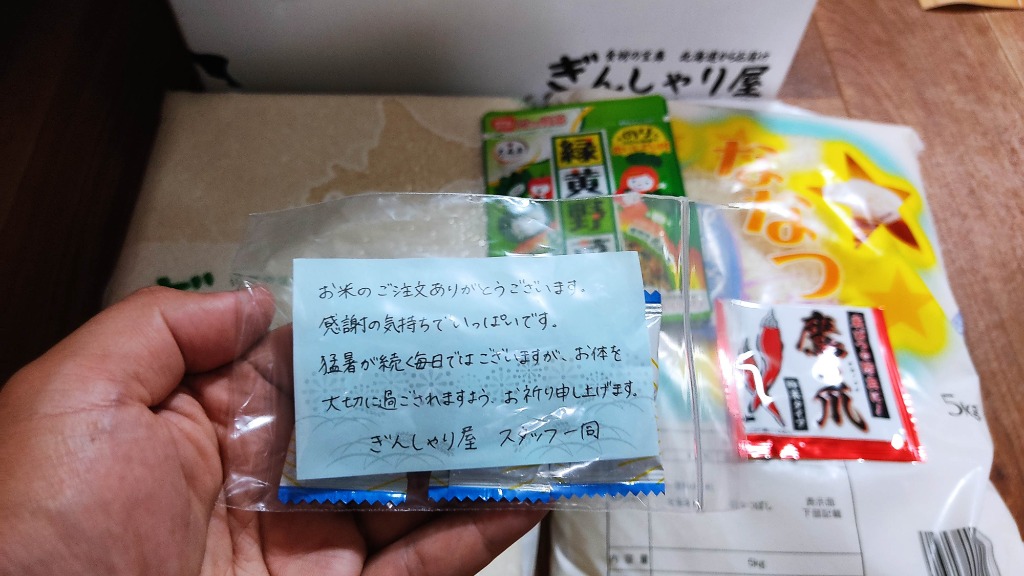 ぎんしゃり屋
緑黄野菜
ななつ
鷹の爪
5kg
お米のご注文ありがとうございます。
感謝の気持ちでいっぱいです。
猛暑が続く毎日ではございますが、お体を
大切に過ごされますよう、お祈り申し上げます。
ぎんしゃり屋 スタッフ一同